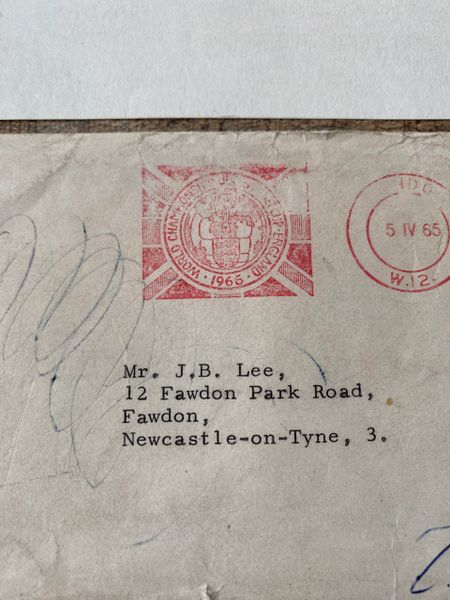 WORLD CHAMPIONSHIP ENGLAND
· 1966 ·
5 IV 65
W.12.
Mr. J.B. Lee,
12 Fawdon Park Road,
Fawdon,
Newcastle-on-Tyne, 3.